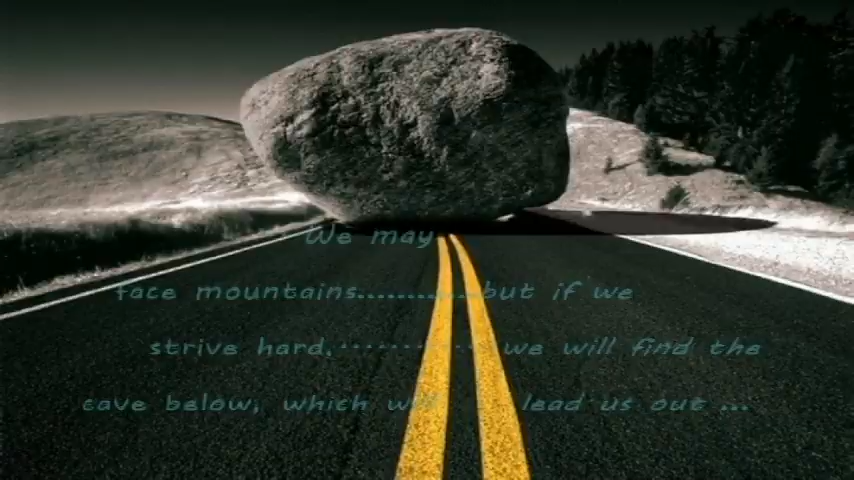 We may
face mountains............but if we
strive hard,............we will find the
cave below, which will lead us out ...